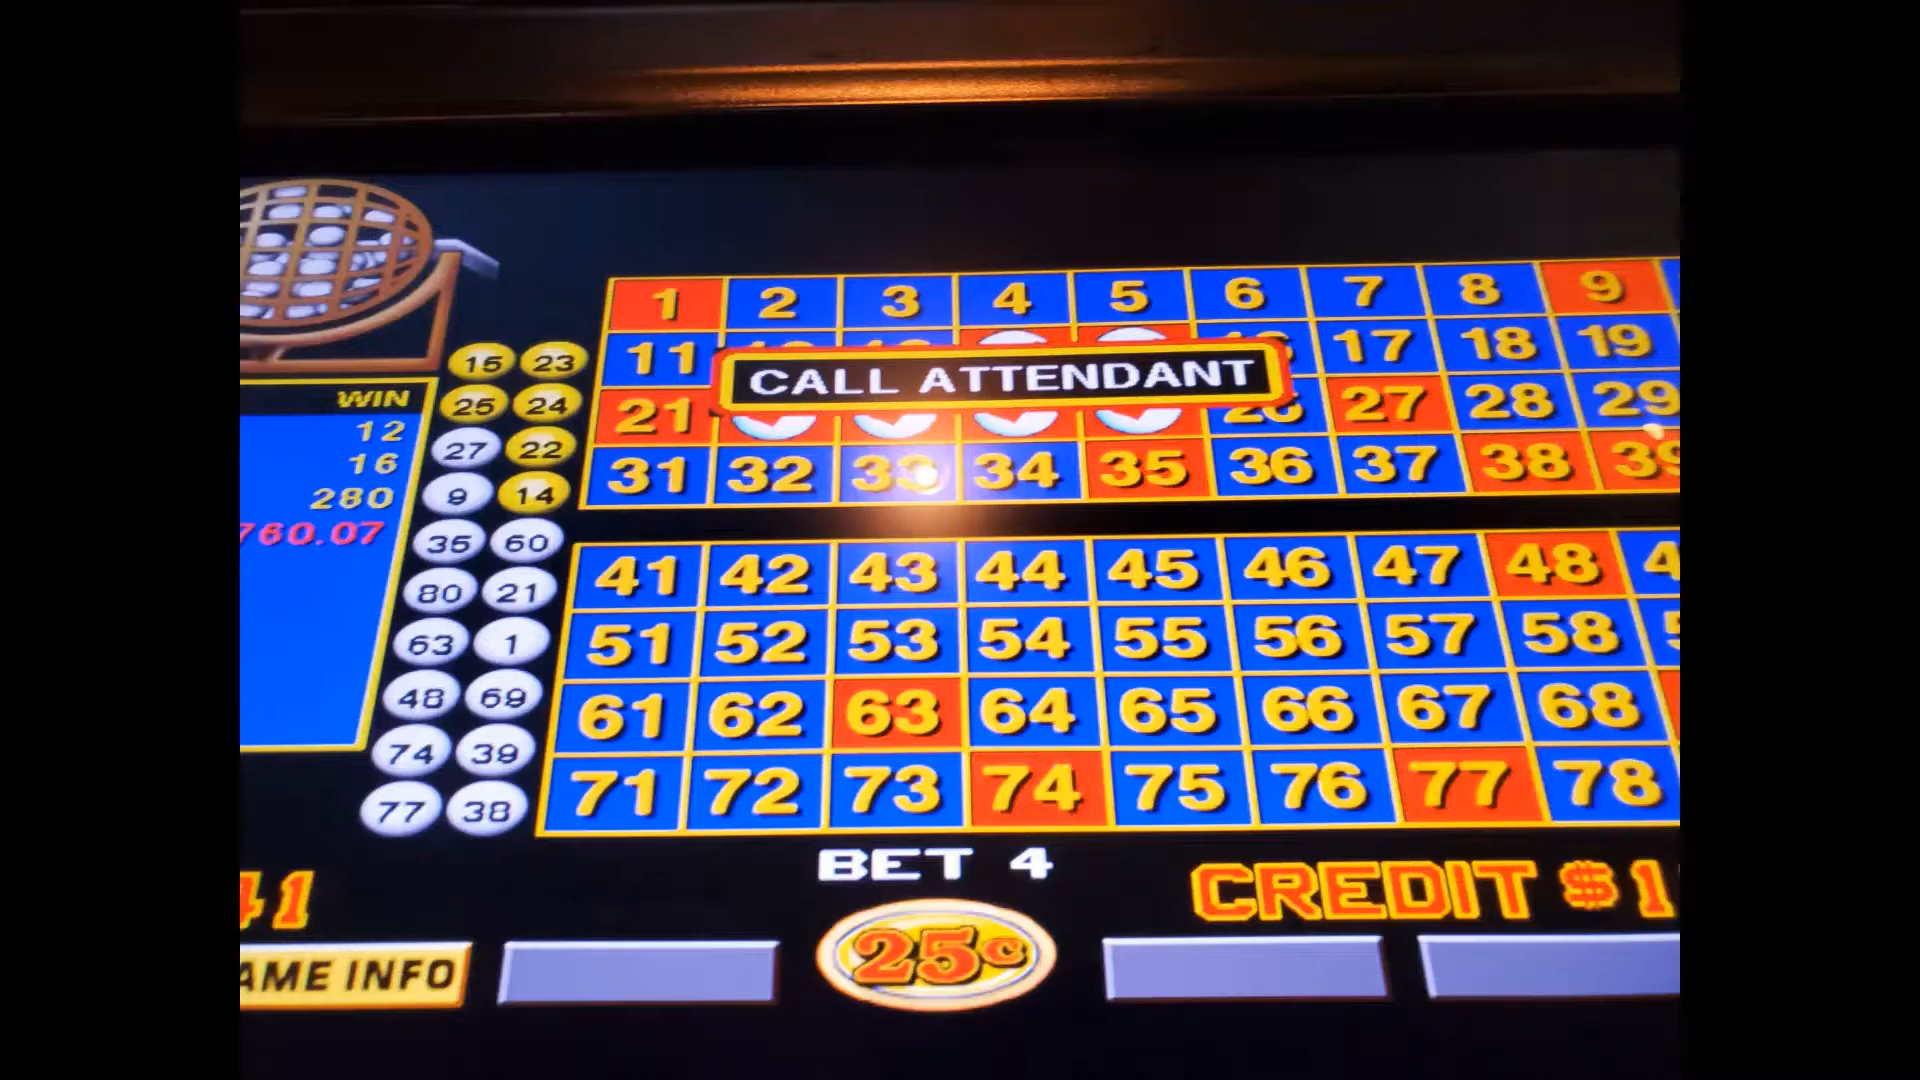 1 2 3 4 5 6 7 8 9
15 23 11 17 18 19
CALL ATTENDANT
WIN
12
16
280
760.07
25 24 21 27 28 29
27 22
9 14 31 32 33 34 35 36 37 38 39
35 60
80 21 41 42 43 44 45 46 47 48
63 1 51 52 53 54 55 56 57 58
48 69 61 62 63 64 65 66 67 68
74 39
77 38 71 72 73 74 75 76 77 78
BET 4
41 CREDIT $1
AME INFO 25¢